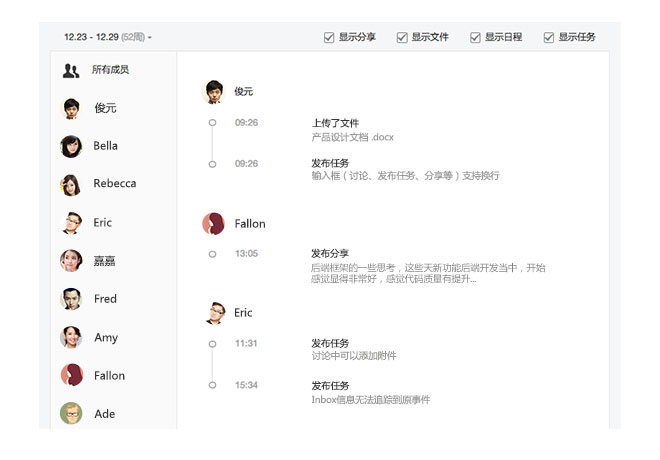 12.23 - 12.29 (52周)
显示分享 显示文件 显示日程 显示任务
所有成员
俊元
Bella
Rebecca
Eric
嘉嘉
Fred
Amy
Fallon
Ade
俊元
09:26 上传了文件
产品设计文档 .docx
09:26 发布任务
输入框（讨论、发布任务、分享等）支持换行
Fallon
13:05 发布分享
后端框架的一些思考，这些天新功能后端开发当中，开始
感觉显得非常好，感觉代码质量有提升...
Eric
11:31 发布任务
讨论中可以添加附件
15:34 发布任务
Inbox信息无法追踪到原事件